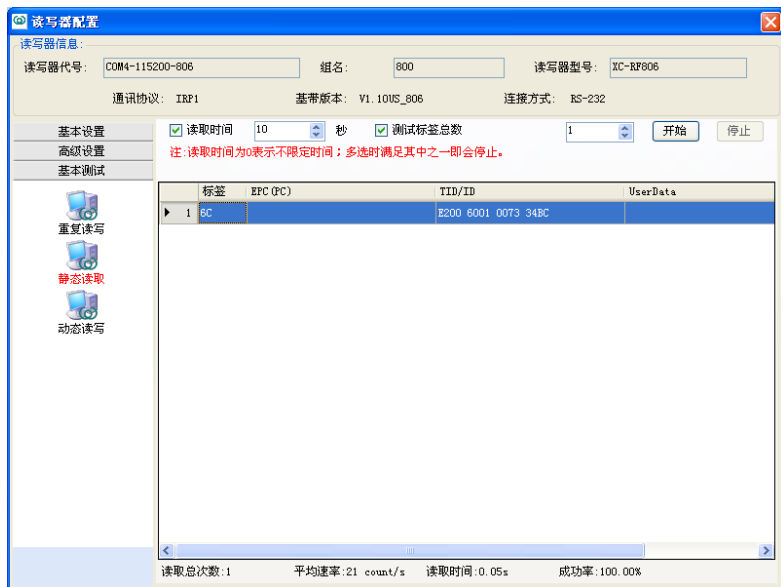 读写器配置
读写器信息:
读写器代号: COM4-115200-806 组名: 800 读写器型号: XC-RF806
通讯协议: IRP1 基带版本: V1.10US_806 连接方式: RS-232
基本设置
高级设置
基本测试
重复读写
静态读取
动态读写
读取时间 10 秒 测试标签总数 1 开始 停止
注:读取时间为0表示不限定时间;多选时满足其中之一即会停止。
标签 EPC(PC) TID/ID UserData
1 6C E200 6001 0073 34BC
读取总次数:1 平均速率:21 count/s 读取时间:0.05s 成功率:100.00%